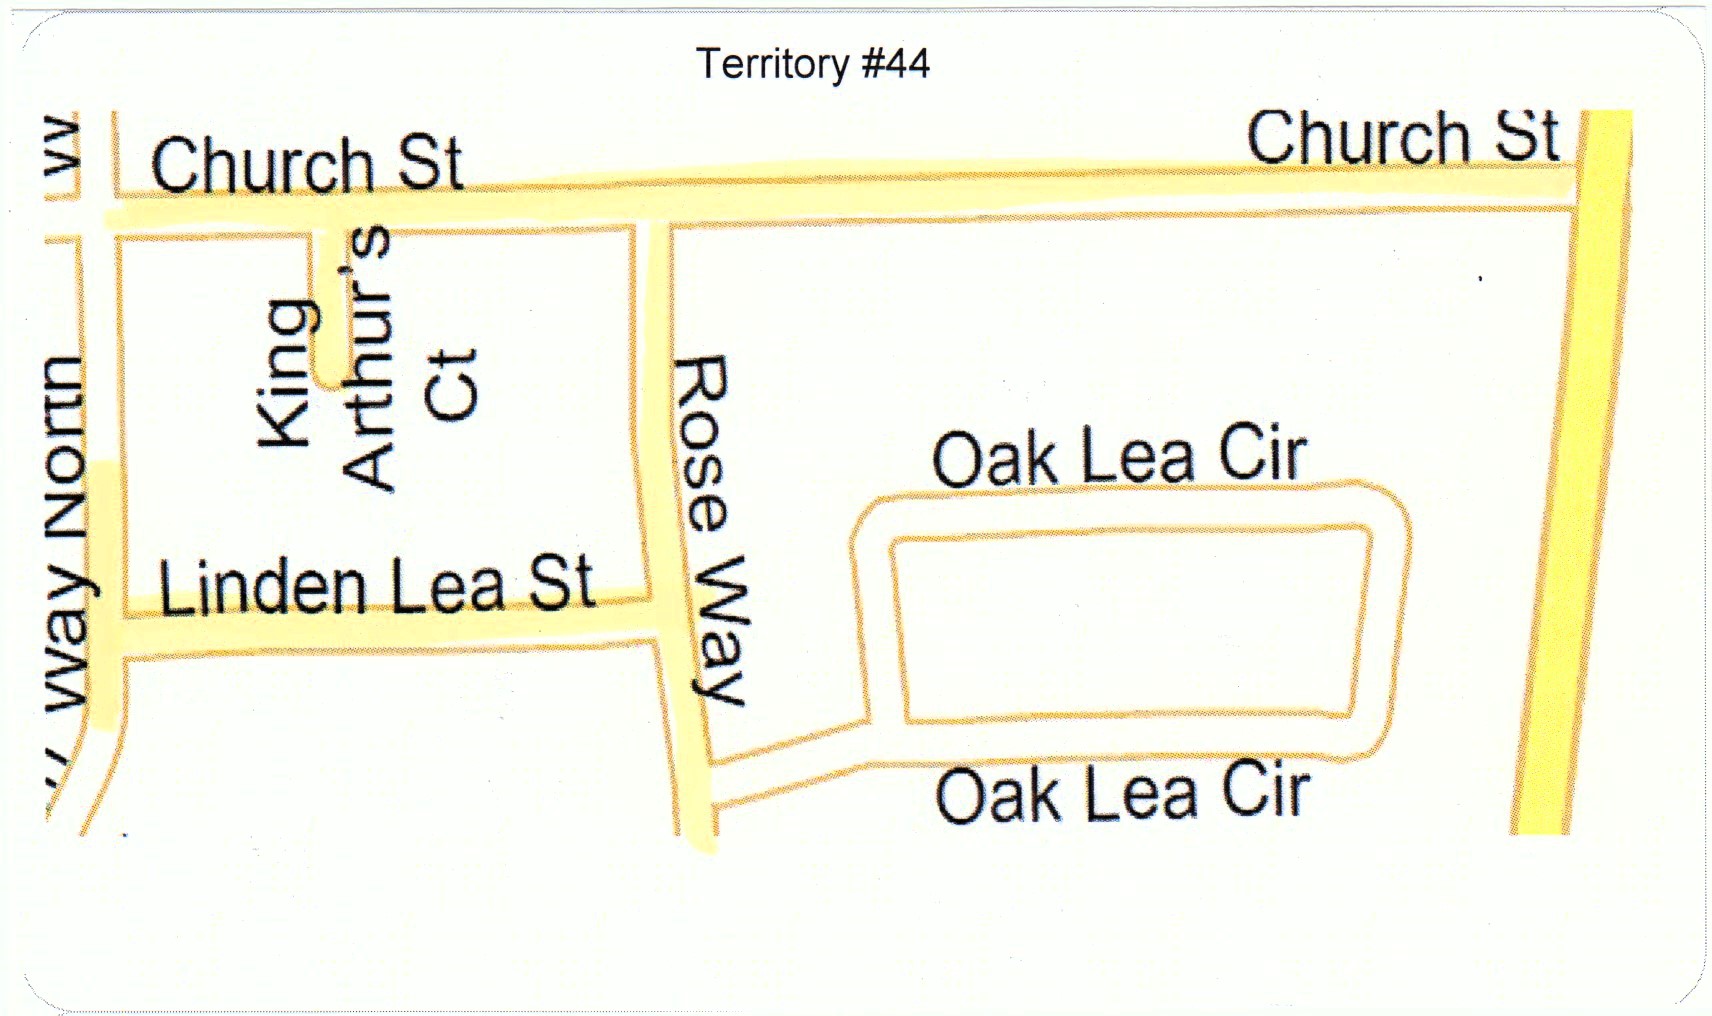 Territory #44
Church St
Church St
King
Arthur's
Ct
Way North
Rose Way
Oak Lea Cir
Linden Lea St
Oak Lea Cir